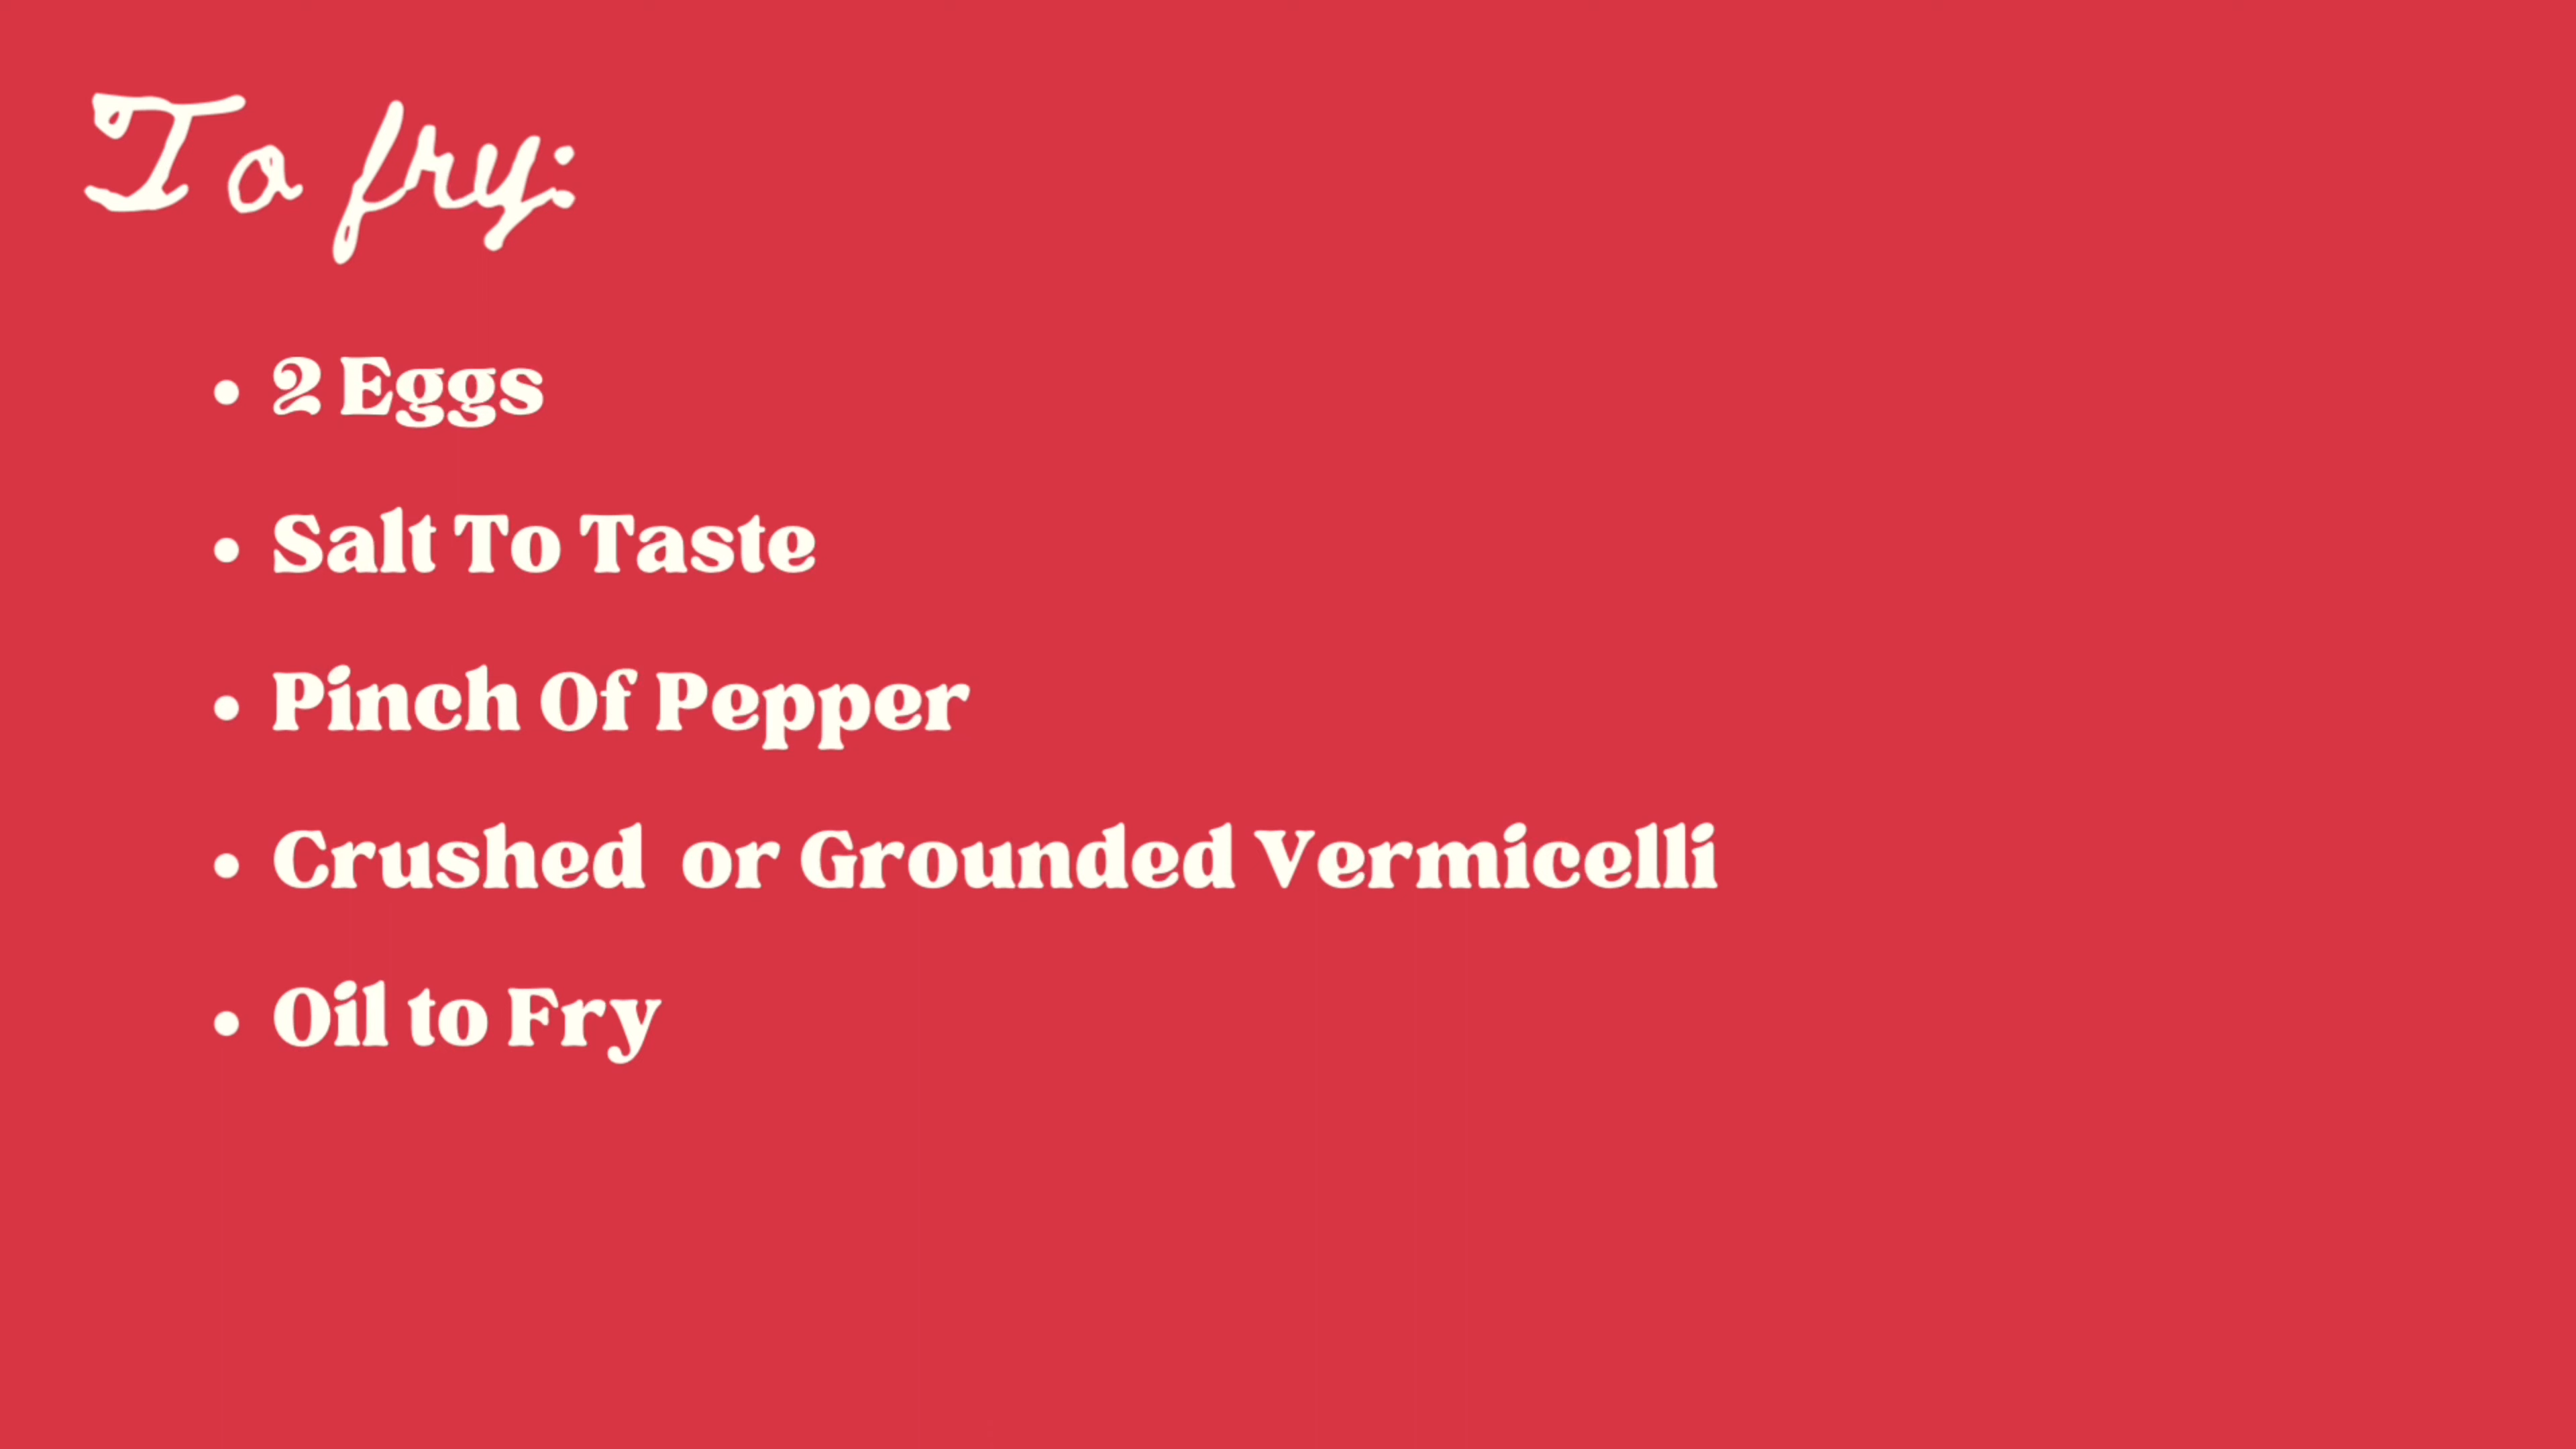 To fry:
• 2 Eggs
• Salt To Taste
• Pinch Of Pepper
• Crushed  or Grounded Vermicelli
• Oil to Fry